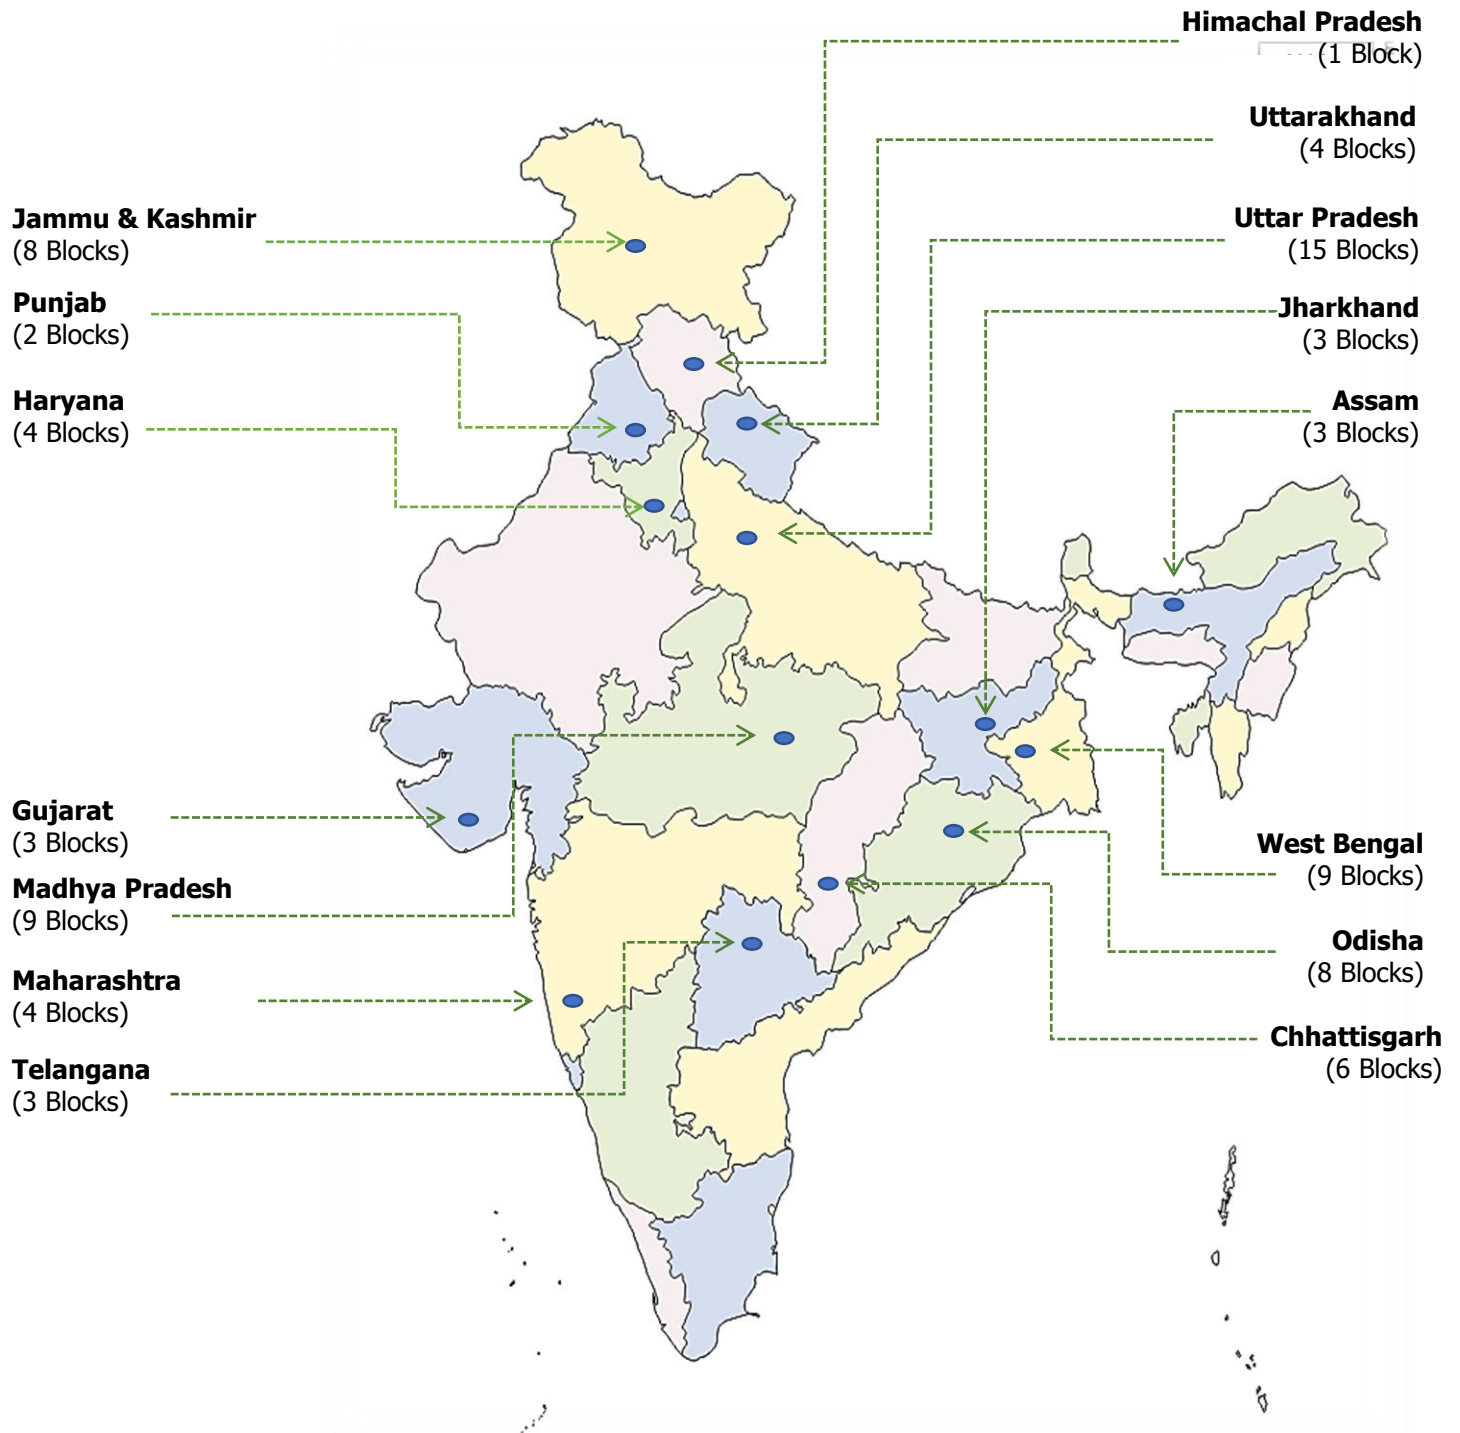 Himachal Pradesh
(1 Block)
Uttarakhand
(4 Blocks)
Uttar Pradesh
(15 Blocks)
Jharkhand
(3 Blocks)
Assam
(3 Blocks)
Jammu & Kashmir
(8 Blocks)
Punjab
(2 Blocks)
Haryana
(4 Blocks)
Gujarat
(3 Blocks)
Madhya Pradesh
(9 Blocks)
Maharashtra
(4 Blocks)
Telangana
(3 Blocks)
West Bengal
(9 Blocks)
Odisha
(8 Blocks)
Chhattisgarh
(6 Blocks)